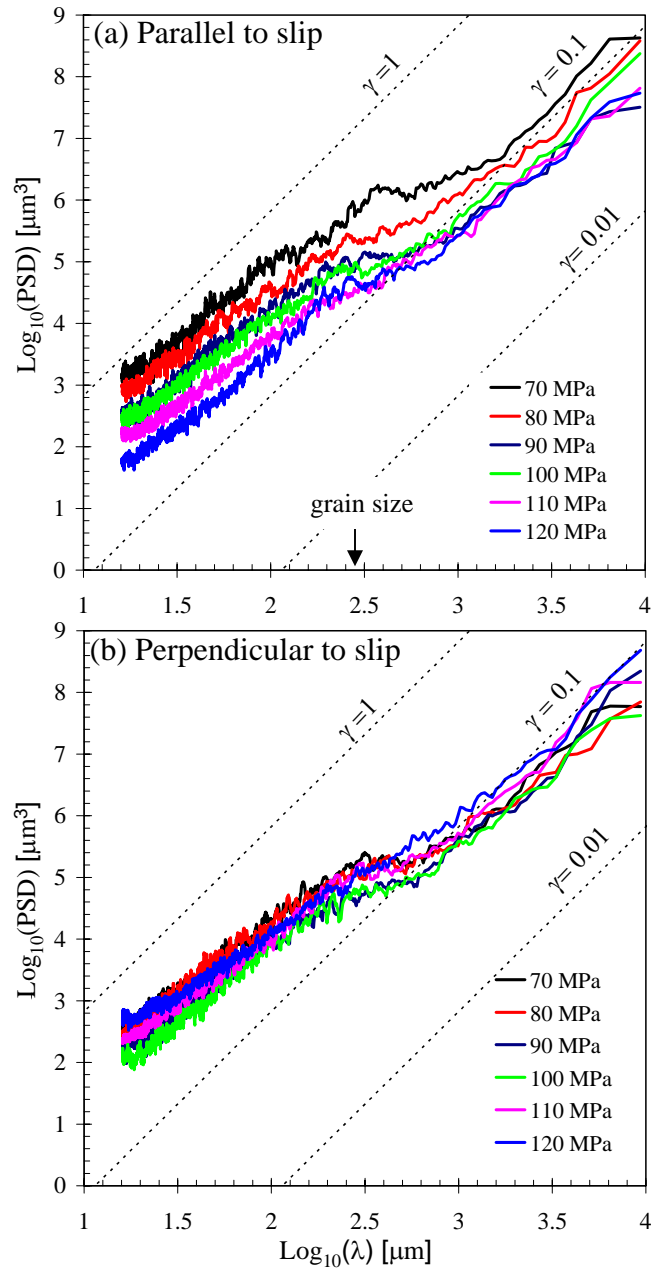 (a) Parallel to slip
γ =1
γ = 0.1
γ= 0.01
Log₁₀(PSD) [μm³]
9
8
7
6
5
4
3
2
1
0
70 MPa
80 MPa
90 MPa
100 MPa
110 MPa
120 MPa
grain size
1 1.5 2 2.5 3 3.5 4
(b) Perpendicular to slip
γ =1
γ = 0.1
γ= 0.01
Log₁₀(PSD) [μm³]
9
8
7
6
5
4
3
2
1
0
70 MPa
80 MPa
90 MPa
100 MPa
110 MPa
120 MPa
1 1.5 2 2.5 3 3.5 4
Log₁₀(λ) [μm]